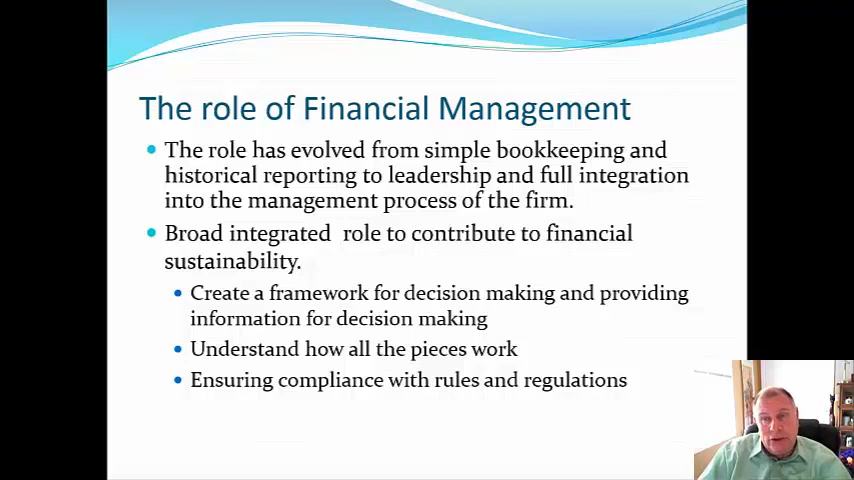 The role of Financial Management
The role has evolved from simple bookkeeping and
historical reporting to leadership and full integration
into the management process of the firm.
Broad integrated role to contribute to financial
sustainability.
Create a framework for decision making and providing
information for decision making
Understand how all the pieces work
Ensuring compliance with rules and regulations